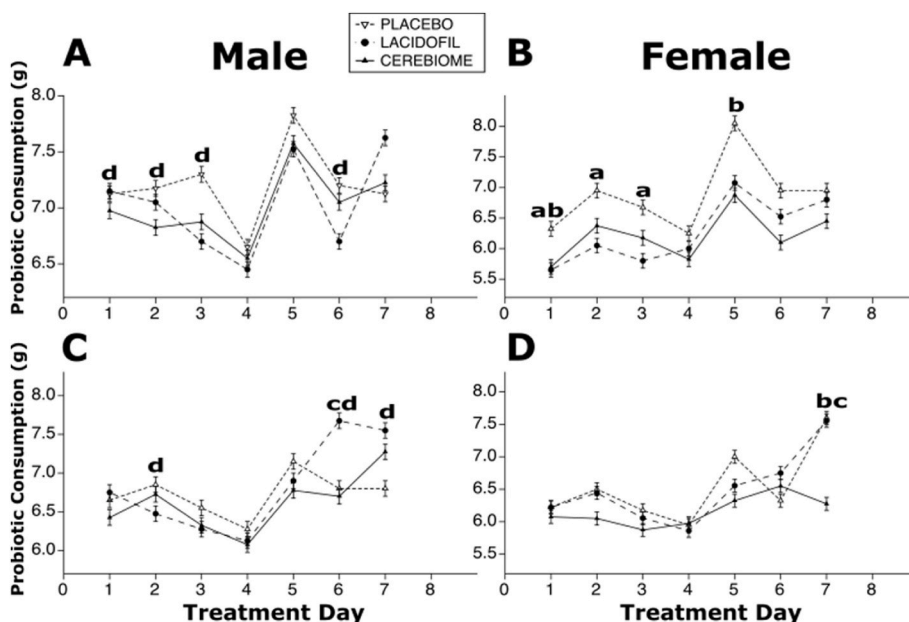 PLACEBO
LACIDOFIL
CEREBIOME
A Male
B Female
Probiotic Consumption (g)
8.0
7.5
7.0
6.5
d d d d
0 1 2 3 4 5 6 7 8
8.0
7.5
7.0
6.5
6.0
5.5
ab a a b
0 1 2 3 4 5 6 7 8
C
D
Probiotic Consumption (g)
8.0
7.5
7.0
6.5
6.0
d cd d
0 1 2 3 4 5 6 7 8
Treatment Day
8.0
7.5
7.0
6.5
6.0
5.5
bc
0 1 2 3 4 5 6 7 8
Treatment Day